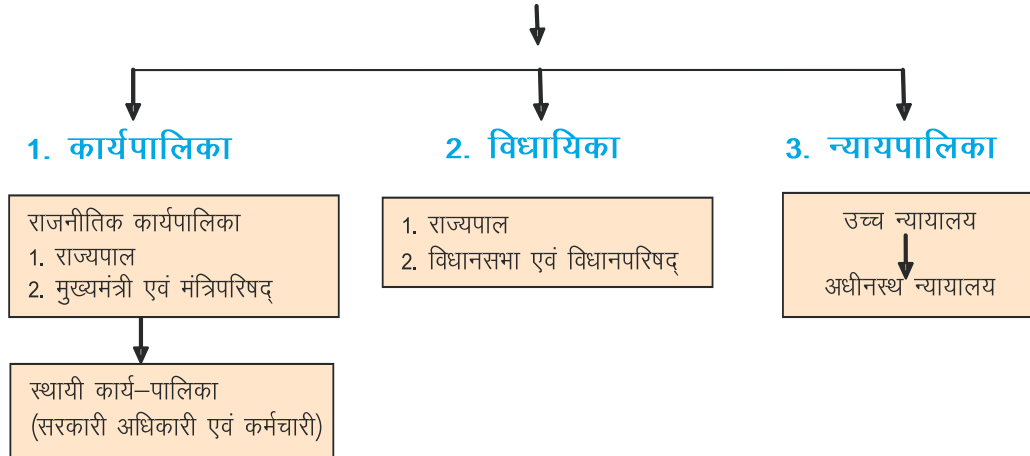 1. कार्यपालिका
2. विधायिका
3. न्यायपालिका
राजनीतिक कार्यपालिका
1. राज्यपाल
2. मुख्यमंत्री एवं मंत्रिपरिषद्
स्थायी कार्य–पालिका
(सरकारी अधिकारी एवं कर्मचारी)
1. राज्यपाल
2. विधानसभा एवं विधानपरिषद्
उच्च न्यायालय
अधीनस्थ न्यायालय